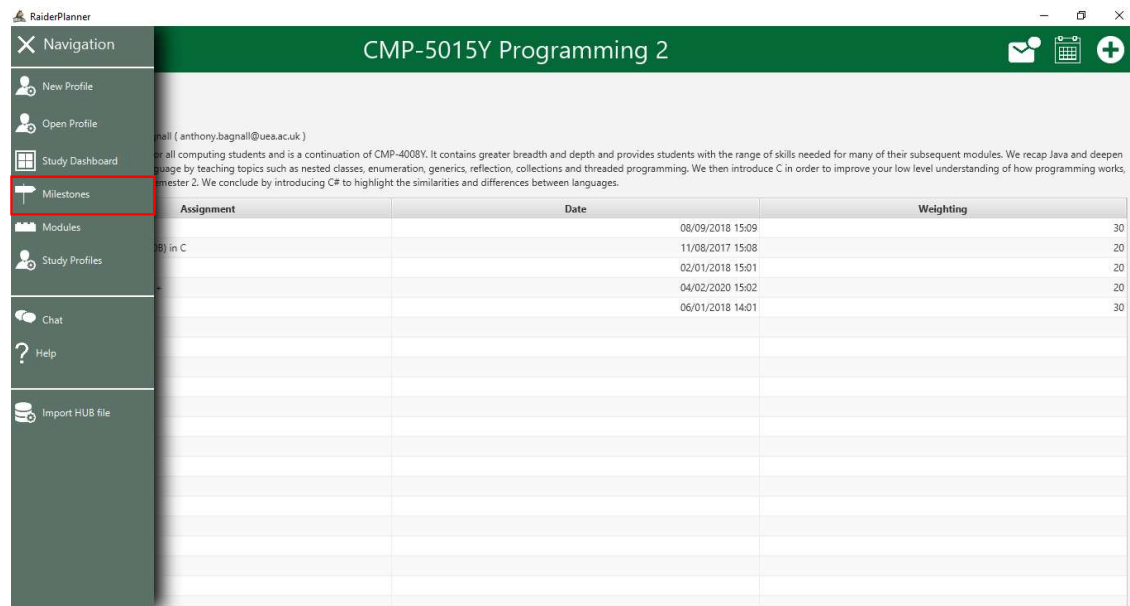 RaiderPlanner
Navigation
CMP-5015Y Programming 2
New Profile
Open Profile
Study Dashboard
Milestones
Modules
Study Profiles
Chat
Help
Import HUB file
( anthony.bagnall@uea.ac.uk )
or all computing students and is a continuation of CMP-4008Y. It contains greater breadth and depth and provides students with the range of skills needed for many of their subsequent modules. We recap Java and deepen
guage by teaching topics such as nested classes, enumeration, generics, reflection, collections and threaded programming. We then introduce C in order to improve your low level understanding of how programming works,
emester 2. We conclude by introducing C# to highlight the similarities and differences between languages.
Assignment Date Weighting
08/09/2018 15:09 30
in C 11/08/2017 15:08 20
02/01/2018 15:01 20
04/02/2020 15:02 20
06/01/2018 14:01 30